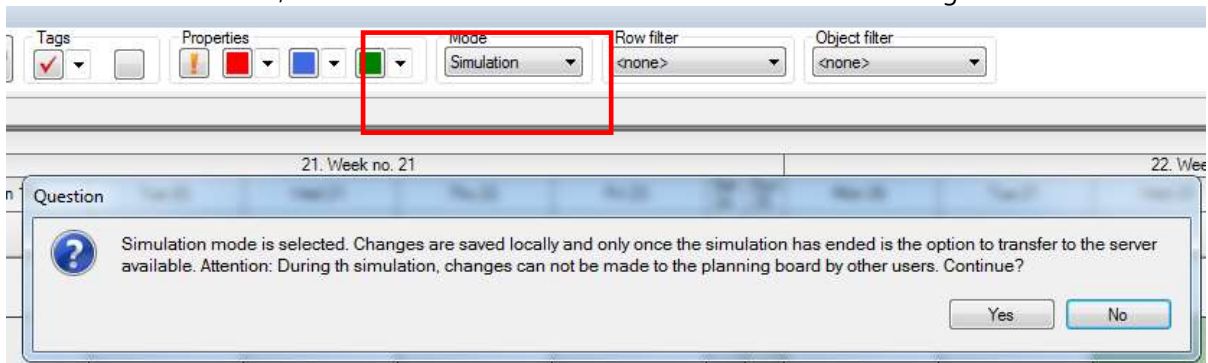 Tags Properties Mode Row filter Object filter
Simulation <none> <none>
21. Week no. 21 22. Wee
Question
Simulation mode is selected. Changes are saved locally and only once the simulation has ended is the option to transfer to the server
available. Attention: During th simulation, changes can not be made to the planning board by other users. Continue?
Yes No